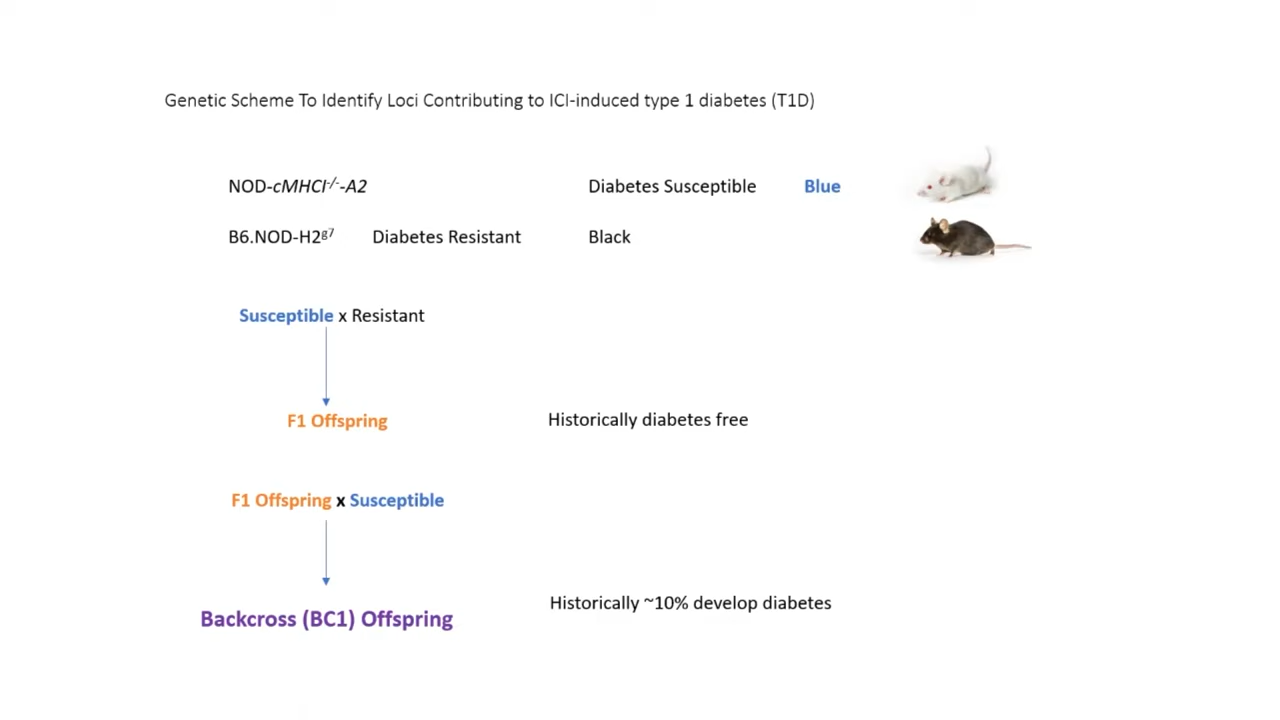 Genetic Scheme To Identify Loci Contributing to ICI-induced type 1 diabetes (T1D)
NOD-cMHCI-/--A2 Diabetes Susceptible Blue
B6.NOD-H2g7 Diabetes Resistant Black
Susceptible x Resistant
F1 Offspring Historically diabetes free
F1 Offspring x Susceptible
Backcross (BC1) Offspring Historically ~10% develop diabetes